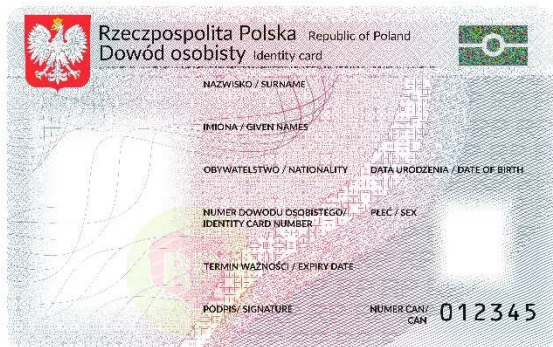 Rzeczpospolita Polska Republic of Poland
Dowód osobisty Identity card
NAZWISKO / SURNAME
IMIONA / GIVEN NAMES
OBYWATELSTWO / NATIONALITY DATA URODZENIA / DATE OF BIRTH
NUMER DOWODU OSOBISTEGO/ PŁEĆ / SEX
IDENTITY CARD NUMBER
TERMIN WAŻNOŚCI / EXPIRY DATE
PODPIS/ SIGNATURE NUMER CAN/ 012345
CAN